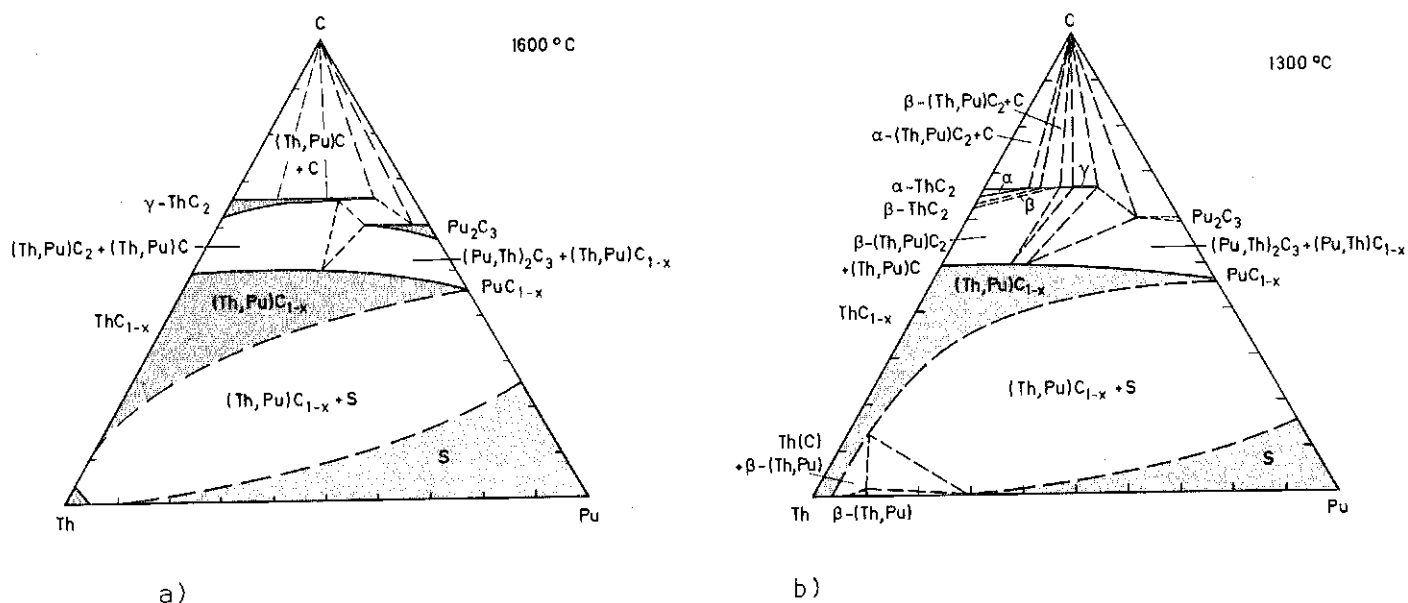 C
1600 °C
(Th,Pu)C
+ C
γ-ThC₂
(Th,Pu)C₂ + (Th,Pu)C
Pu₂C₃
(Pu,Th)₂C₃ + (Th,Pu)C₁₋ₓ
PuC₁₋ₓ
(Th,Pu)C₁₋ₓ
ThC₁₋ₓ
(Th,Pu)C₁₋ₓ + S
S
Th
Pu
a)
C
1300 °C
β-(Th,Pu)C₂+C
α-(Th,Pu)C₂+C
α
γ
α-ThC₂
β
β-ThC₂
Pu₂C₃
β-(Th,Pu)C₂
+(Th,Pu)C
(Pu,Th)₂C₃ + (Pu,Th)C₁₋ₓ
PuC₁₋ₓ
(Th,Pu)C₁₋ₓ
ThC₁₋ₓ
(Th,Pu)C₁₋ₓ + S
Th(C)
+ β-(Th,Pu)
S
Th
β-(Th,Pu)
Pu
b)